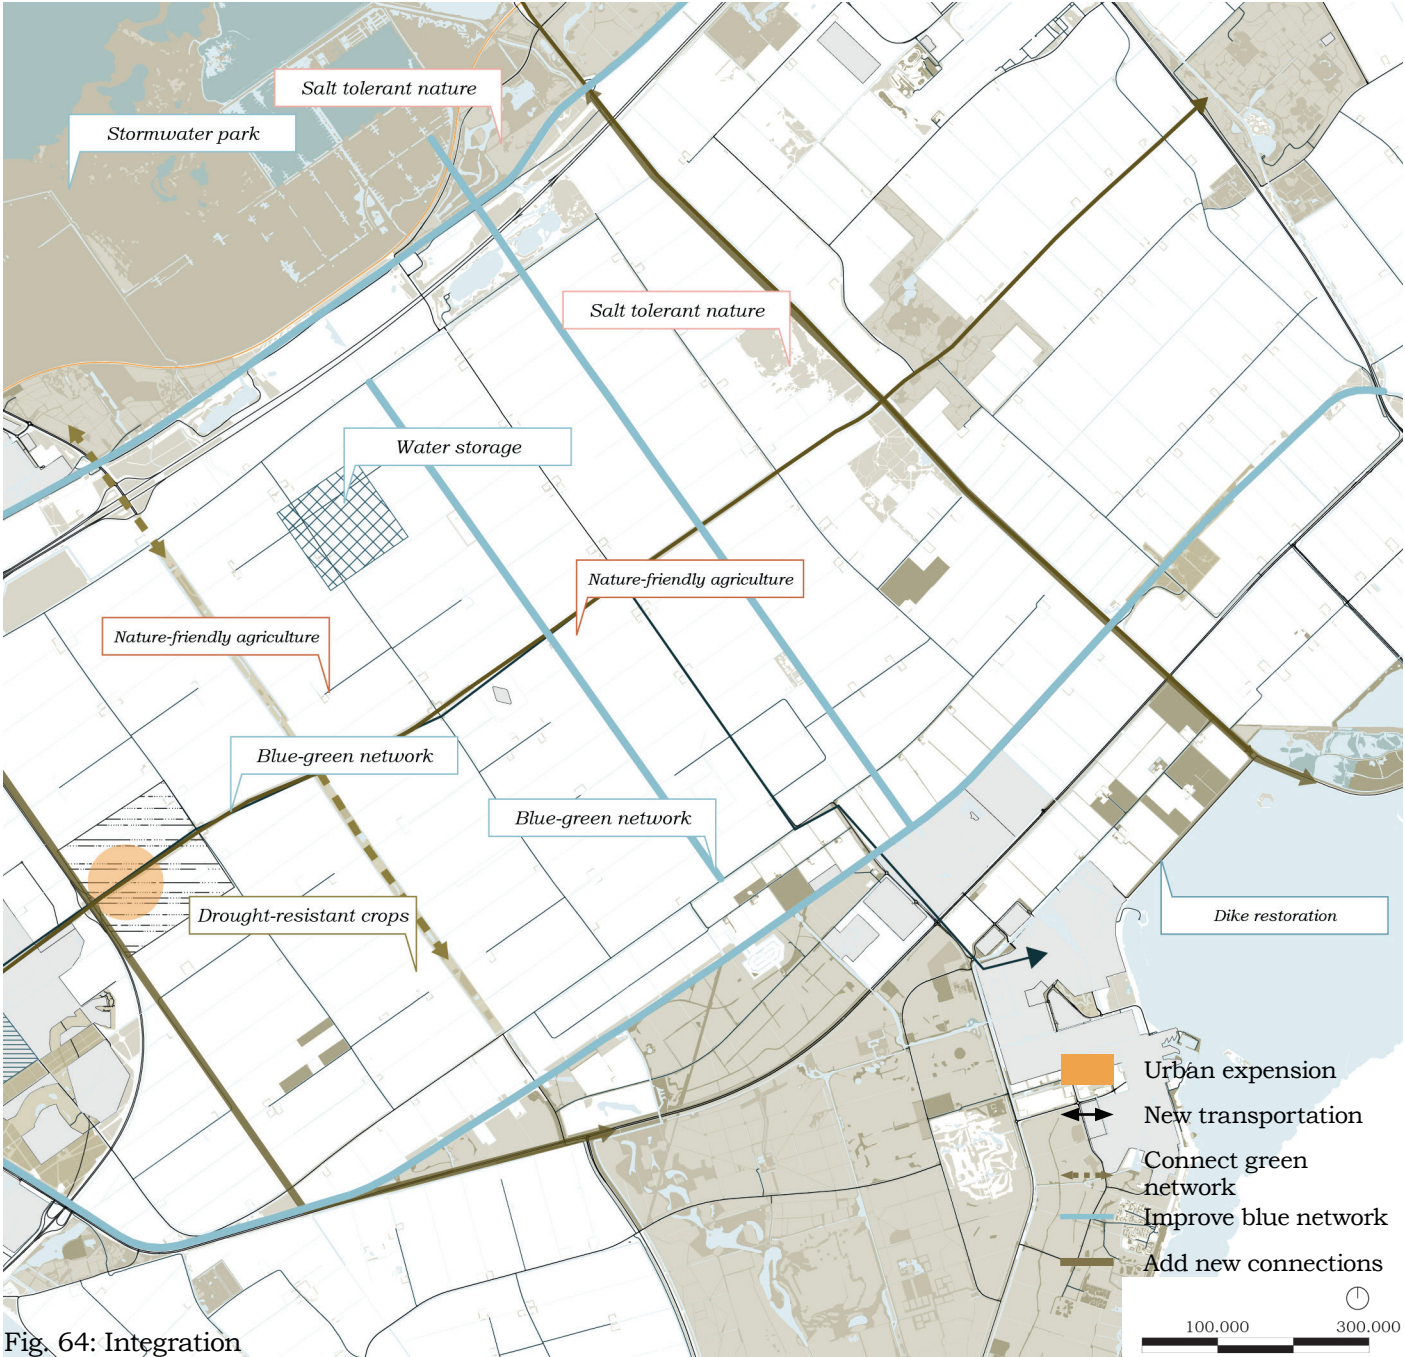 Salt tolerant nature
Stormwater park
Salt tolerant nature
Water storage
Nature-friendly agriculture
Nature-friendly agriculture
Blue-green network
Blue-green network
Drought-resistant crops
Dike restoration
Urban expension
New transportation
Connect green
network
Improve blue network
Add new connections
100.000 300.000
Fig. 64: Integration